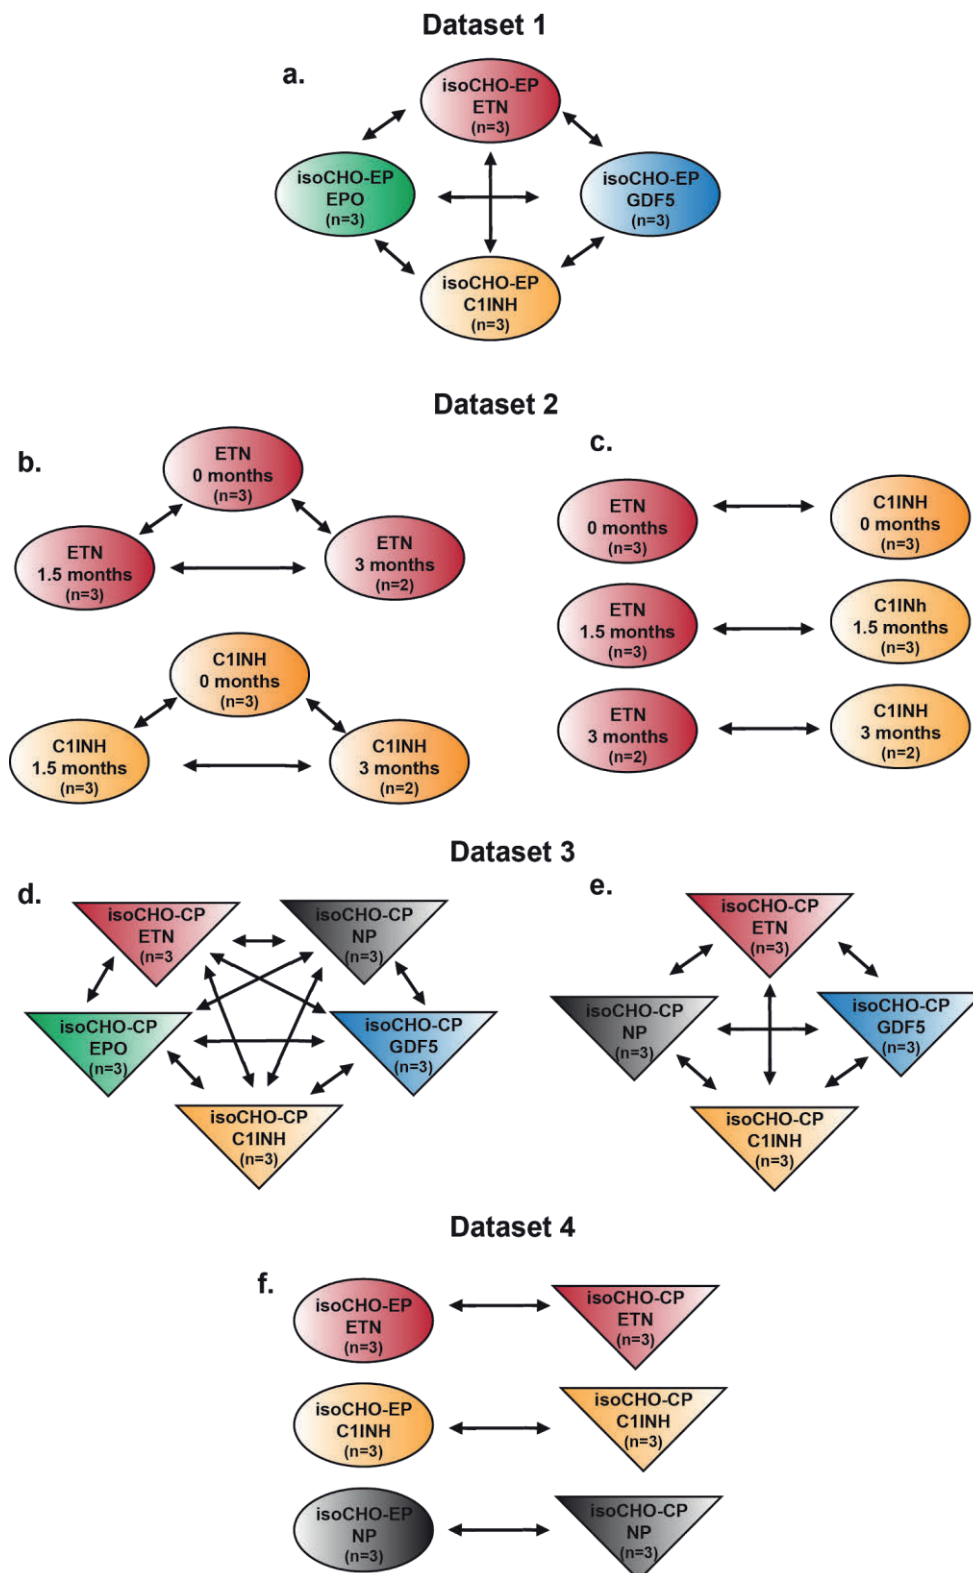 Dataset 1
a.
isoCHO-EP
ETN
(n=3)
isoCHO-EP
EPO
(n=3)
isoCHO-EP
GDF5
(n=3)
isoCHO-EP
C1INH
(n=3)
Dataset 2
b.
ETN
0 months
(n=3)
ETN
1.5 months
(n=3)
ETN
3 months
(n=2)
C1INH
0 months
(n=3)
C1INH
1.5 months
(n=3)
C1INH
3 months
(n=2)
c.
ETN
0 months
(n=3)
C1INH
0 months
(n=3)
ETN
1.5 months
(n=3)
C1INh
1.5 months
(n=3)
ETN
3 months
(n=2)
C1INH
3 months
(n=2)
Dataset 3
d.
isoCHO-CP
ETN
(n=3
isoCHO-CP
NP
(n=3)
isoCHO-CP
EPO
(n=3)
isoCHO-CP
GDF5
(n=3)
isoCHO-CP
C1INH
(n=3)
e.
isoCHO-CP
ETN
(n=3)
isoCHO-CP
NP
(n=3)
isoCHO-CP
GDF5
(n=3)
isoCHO-CP
C1INH
(n=3)
Dataset 4
f.
isoCHO-EP
ETN
(n=3)
isoCHO-CP
ETN
(n=3)
isoCHO-EP
C1INH
(n=3)
isoCHO-CP
C1INH
(n=3)
isoCHO-EP
NP
(n=3)
isoCHO-CP
NP
(n=3)